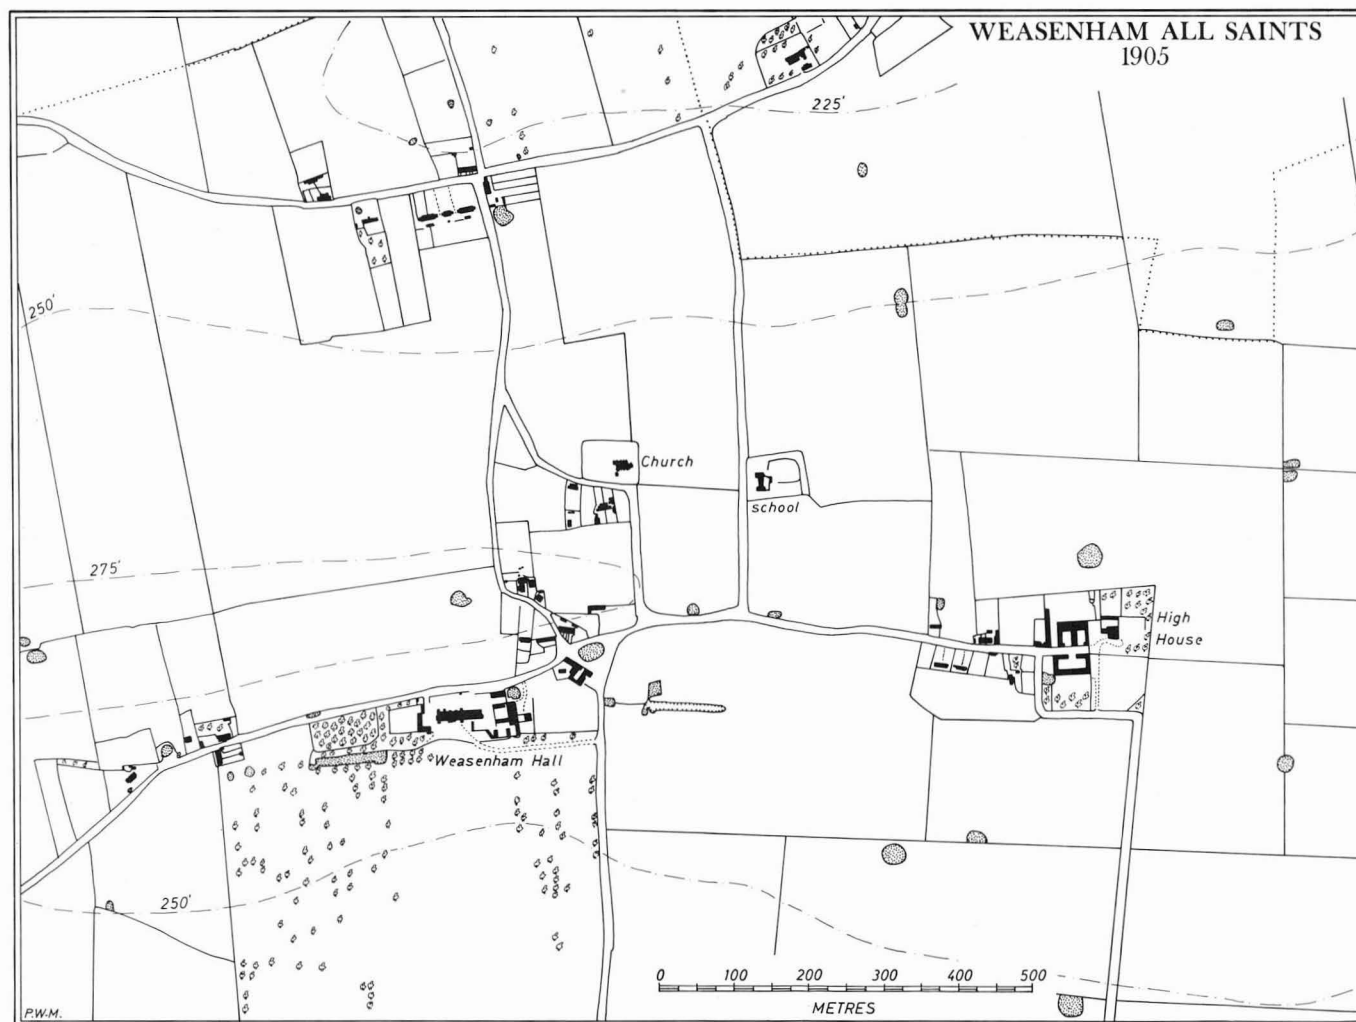 WEASENHAM ALL SAINTS
1905
225'
250'
Church
school
275'
High
House
Weasenham Hall
250'
0 100 200 300 400 500
METRES
P.W-M.